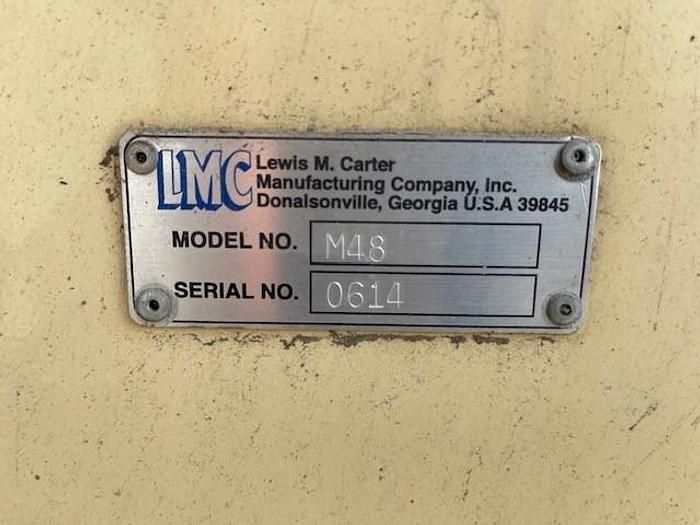 LMC Lewis M. Carter
Manufacturing Company, Inc.
Donalsonville, Georgia U.S.A 39845
MODEL NO. M48
SERIAL NO. 0614